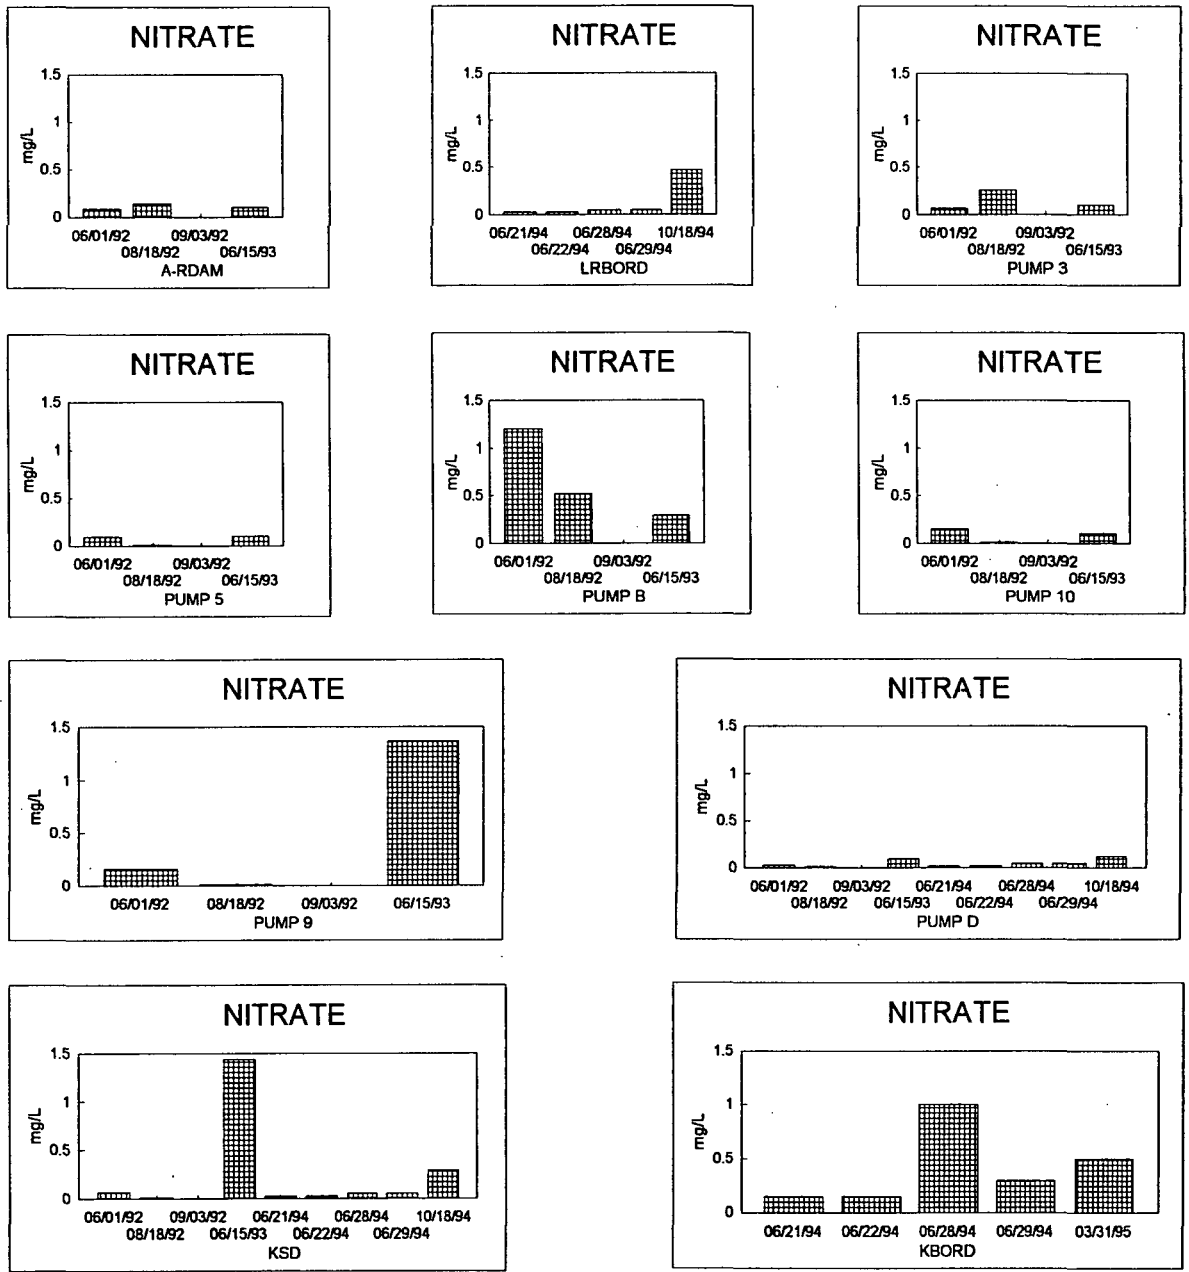 NITRATE
1.5
1
0.5
0
mg/L
06/01/92 09/03/92
08/18/92 06/15/93
A-RDAM
NITRATE
1.5
1
0.5
0
mg/L
06/21/94 06/28/94 10/18/94
06/22/94 06/29/94
LRBORD
NITRATE
1.5
1
0.5
0
mg/L
06/01/92 09/03/92
08/18/92 06/15/93
PUMP 3
NITRATE
1.5
1
0.5
0
mg/L
06/01/92 09/03/92
08/18/92 06/15/93
PUMP 5
NITRATE
1.5
1
0.5
0
mg/L
06/01/92 09/03/92
08/18/92 06/15/93
PUMP B
NITRATE
1.5
1
0.5
0
mg/L
06/01/92 09/03/92
08/18/92 06/15/93
PUMP 10
NITRATE
1.5
1
0.5
0
mg/L
06/01/92 08/18/92 09/03/92 06/15/93
PUMP 9
NITRATE
1.5
1
0.5
0
mg/L
06/01/92 09/03/92 06/21/94 06/28/94 10/18/94
08/18/92 06/15/93 06/22/94 06/29/94
PUMP D
NITRATE
1.5
1
0.5
0
mg/L
06/01/92 09/03/92 06/21/94 06/28/94 10/18/94
08/18/92 06/15/93 06/22/94 06/29/94
KSD
NITRATE
1.5
1
0.5
0
mg/L
06/21/94 06/22/94 06/28/94 06/29/94 03/31/95
KBORD